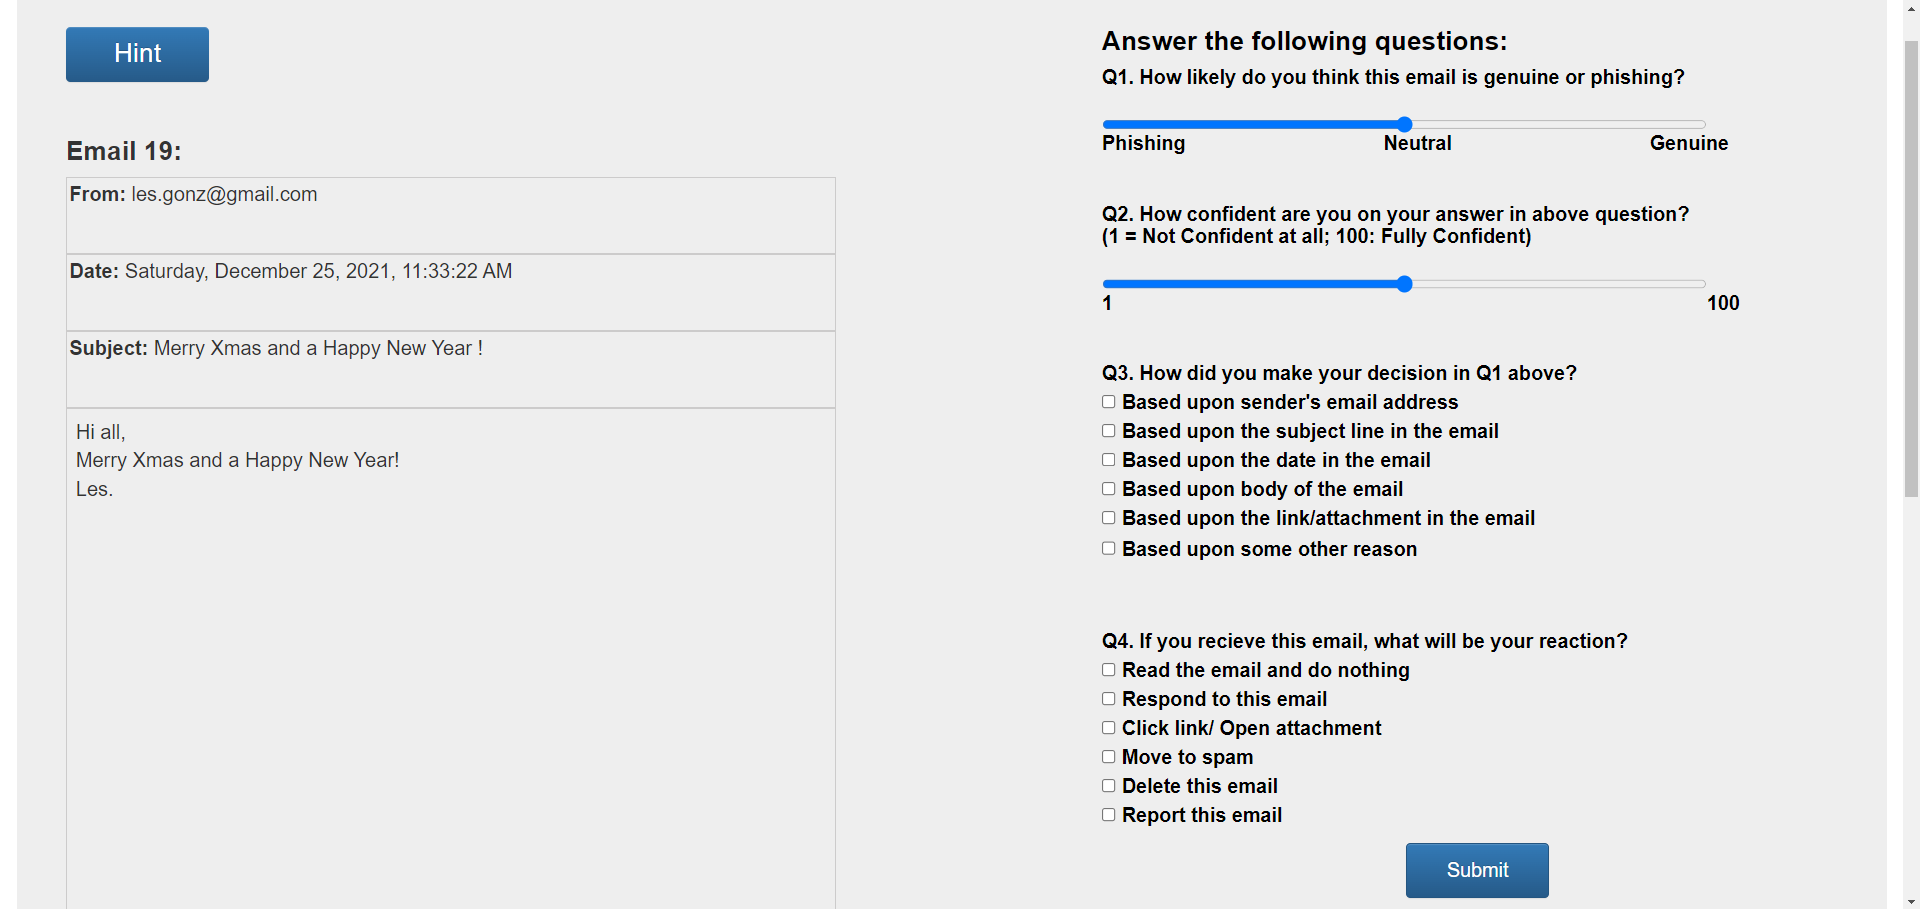 Hint
Email 19:
From: les.gonz@gmail.com
Date: Saturday, December 25, 2021, 11:33:22 AM
Subject: Merry Xmas and a Happy New Year !
Hi all,
Merry Xmas and a Happy New Year!
Les.
Answer the following questions:
Q1. How likely do you think this email is genuine or phishing?
Phishing Neutral Genuine
Q2. How confident are you on your answer in above question?
(1 = Not Confident at all; 100: Fully Confident)
1 100
Q3. How did you make your decision in Q1 above?
Based upon sender's email address
Based upon the subject line in the email
Based upon the date in the email
Based upon body of the email
Based upon the link/attachment in the email
Based upon some other reason
Q4. If you recieve this email, what will be your reaction?
Read the email and do nothing
Respond to this email
Click link/ Open attachment
Move to spam
Delete this email
Report this email
Submit